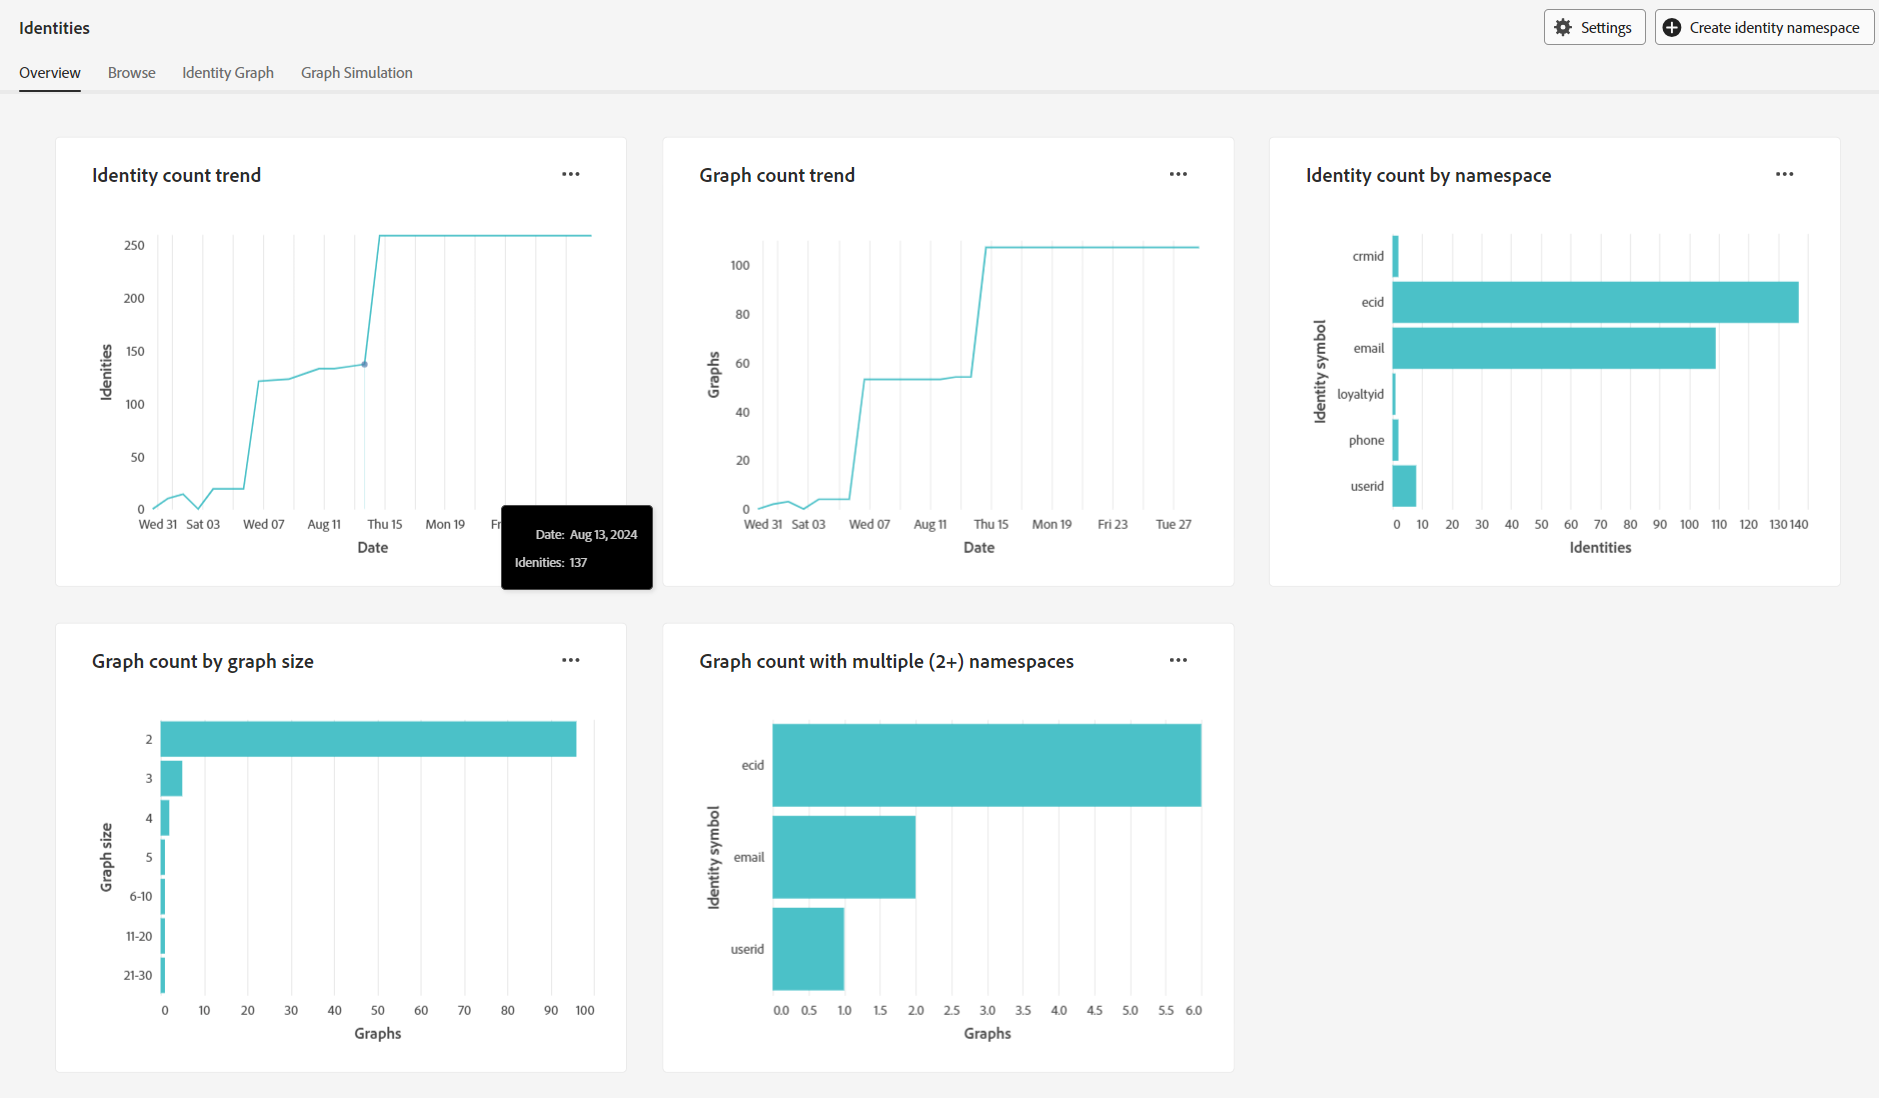 Identities
Settings
Create identity namespace
Overview Browse Identity Graph Graph Simulation
Identity count trend
250
200
150
100
50
0
Idenities
Wed 31 Sat 03 Wed 07 Aug 11 Thu 15 Mon 19 Fr
Date
Date: Aug 13, 2024
Idenities: 137
Graph count trend
100
80
60
40
20
0
Graphs
Wed 31 Sat 03 Wed 07 Aug 11 Thu 15 Mon 19 Fri 23 Tue 27
Date
Identity count by namespace
Identity symbol
crmid
ecid
email
loyaltyid
phone
userid
0 10 20 30 40 50 60 70 80 90 100 110 120 130 140
Identities
Graph count by graph size
Graph size
2
3
4
5
6-10
11-20
21-30
0 10 20 30 40 50 60 70 80 90 100
Graphs
Graph count with multiple (2+) namespaces
Identity symbol
ecid
email
userid
0.0 0.5 1.0 1.5 2.0 2.5 3.0 3.5 4.0 4.5 5.0 5.5 6.0
Graphs